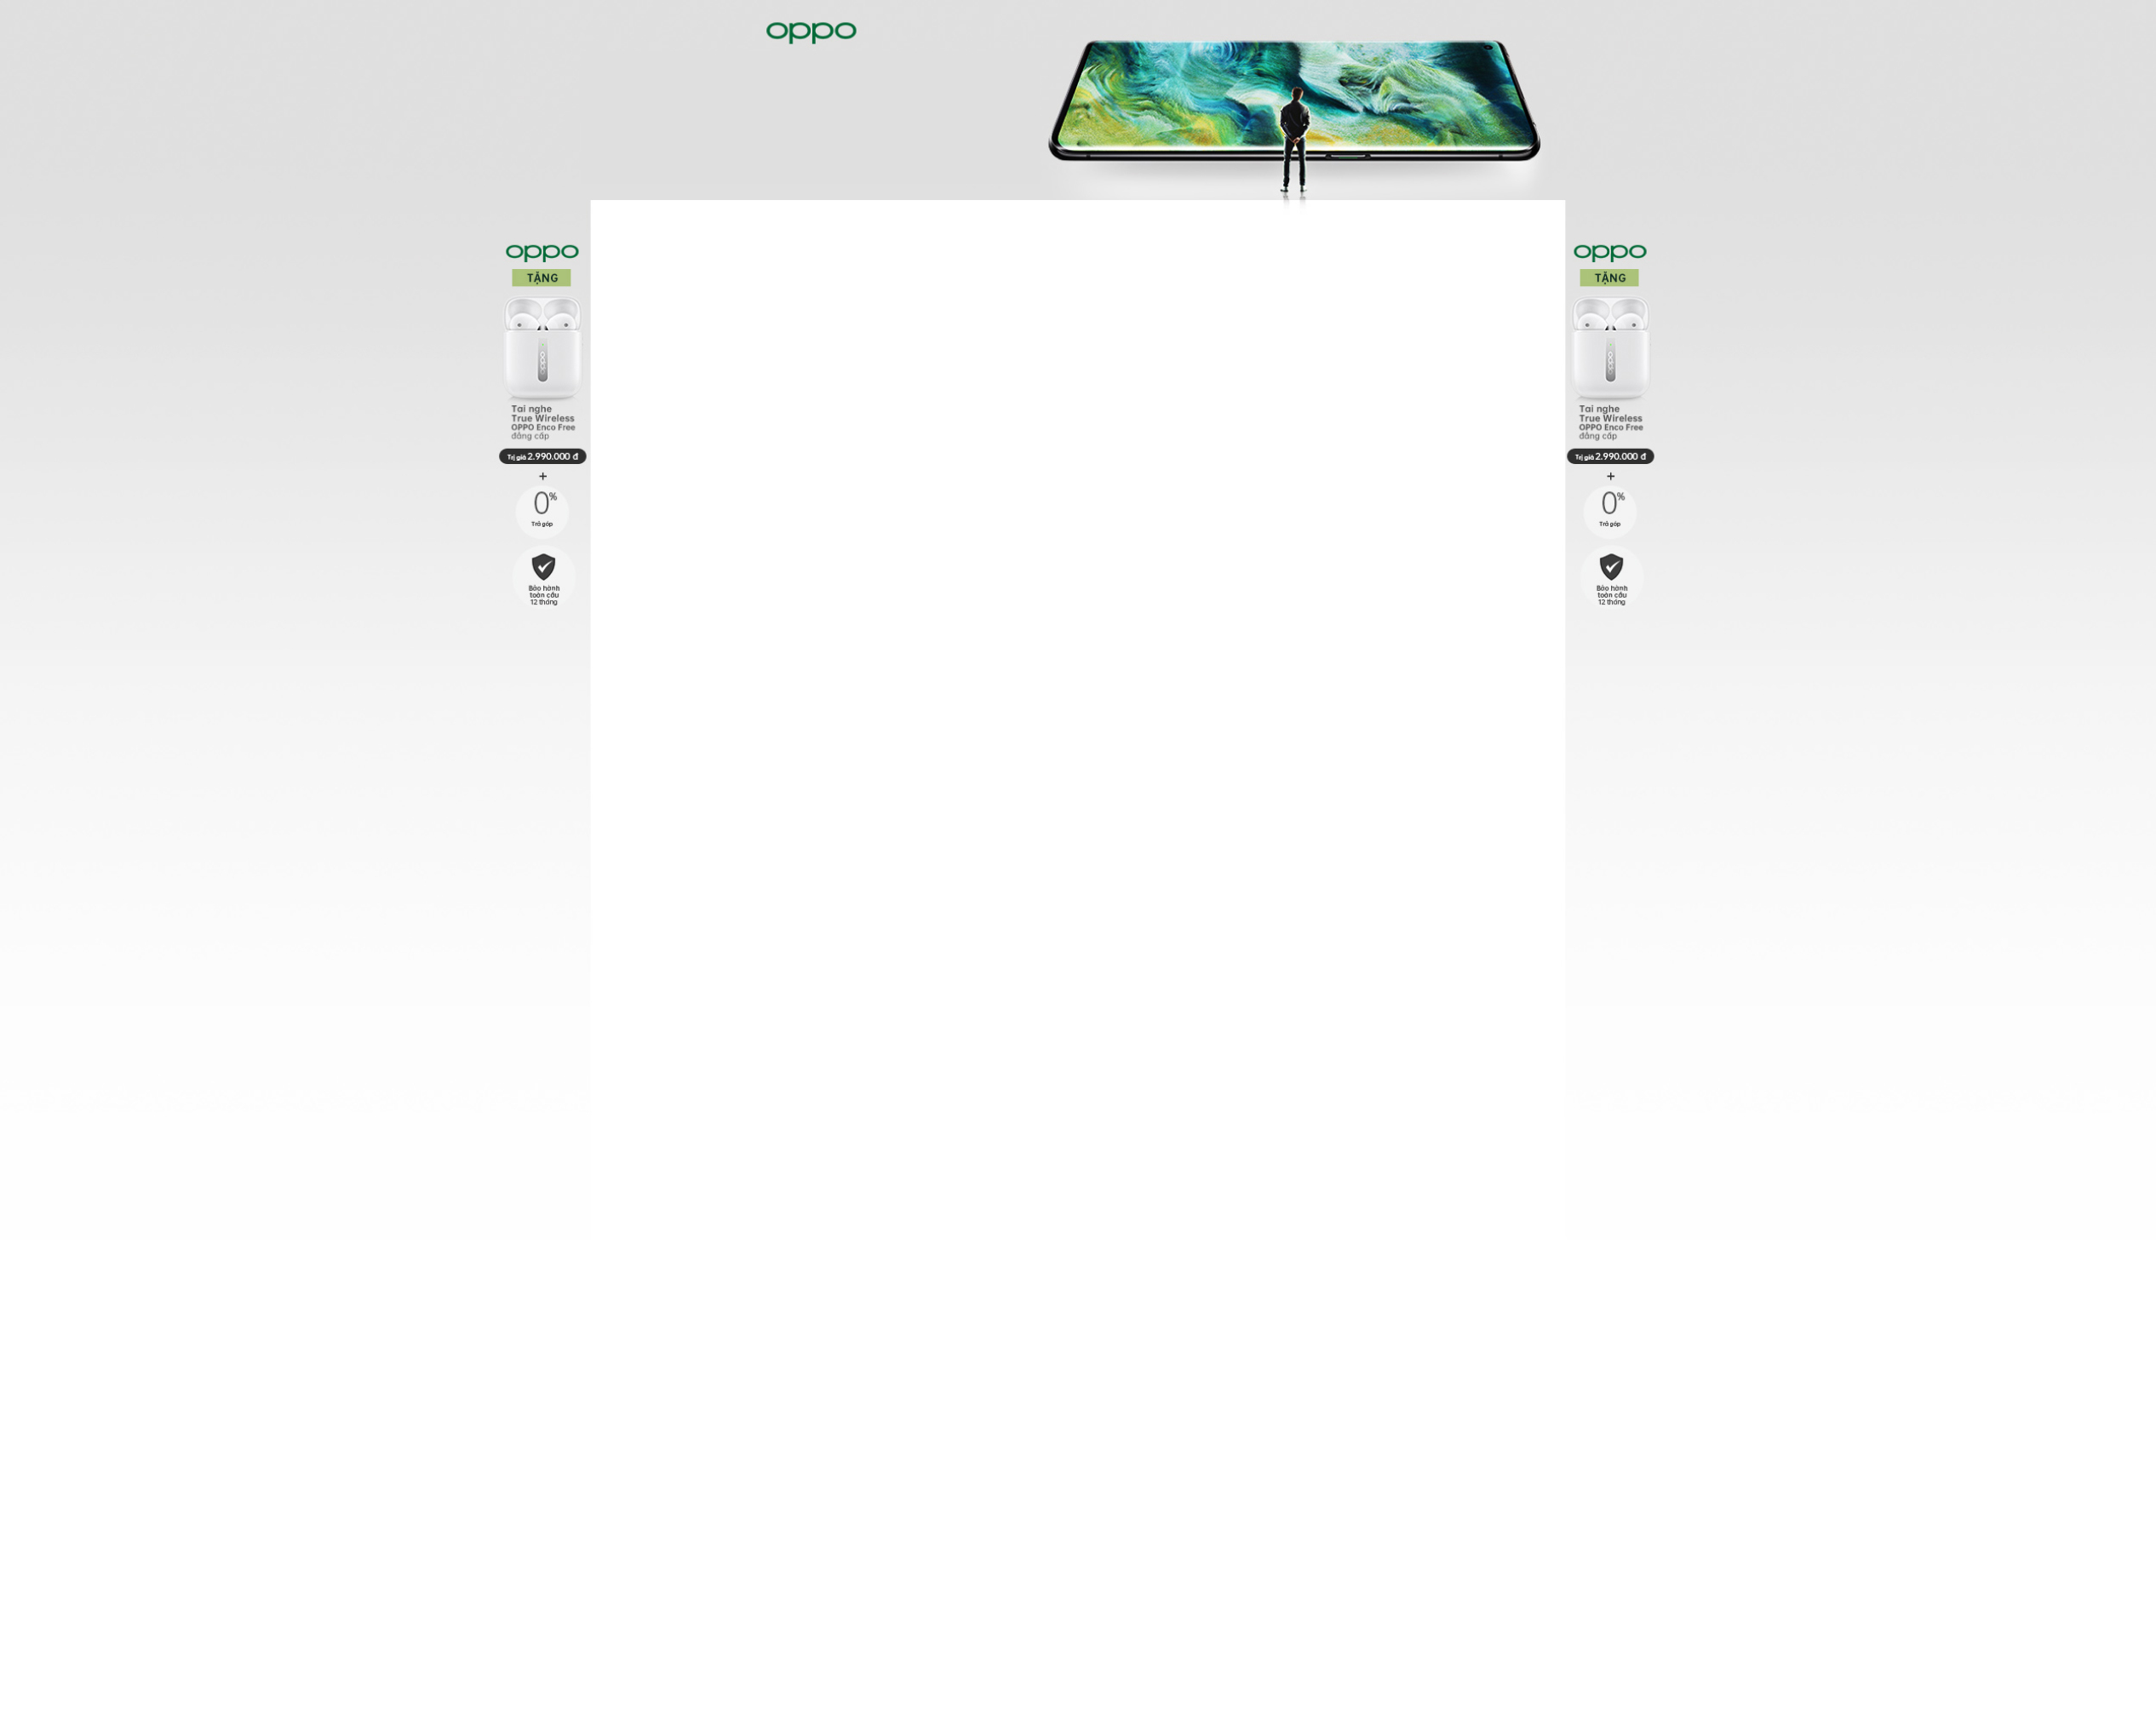 oppo
oppo
TẶNG
oppo
Tai nghe
True Wireless
OPPO Enco Free
đẳng cấp
Trị giá 2.990.000 đ
+
0%
Trả góp
Bảo hành
toàn cầu
12 tháng
oppo
TẶNG
oppo
Tai nghe
True Wireless
OPPO Enco Free
đẳng cấp
Trị giá 2.990.000 đ
+
0%
Trả góp
Bảo hành
toàn cầu
12 tháng